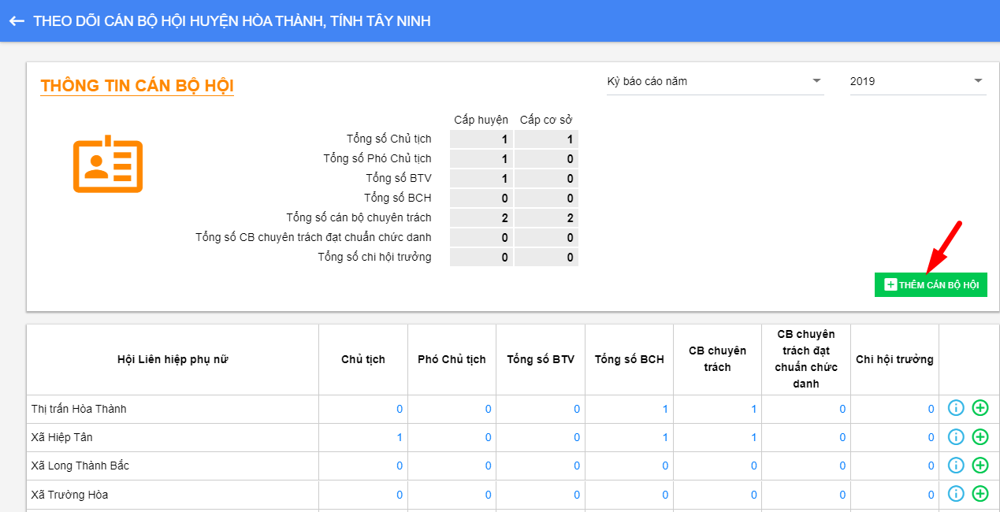 THEO DÕI CÁN BỘ HỘI HUYỆN HÒA THÀNH, TỈNH TÂY NINH
THÔNG TIN CÁN BỘ HỘI
Kỷ báo cáo năm 2019
Cấp huyện Cấp cơ sở
Tổng số Chủ tịch 1 1
Tổng số Phó Chủ tịch 1 0
Tổng số BTV 1 0
Tổng số BCH 0 0
Tổng số cán bộ chuyên trách 2 2
Tổng số CB chuyên trách đạt chuẩn chức danh 0 0
Tổng số chi hội trưởng 0 0
THÊM CÁN BỘ HỘI
Hội Liên hiệp phụ nữ Chủ tịch Phó Chủ tịch Tổng số BTV Tổng số BCH CB chuyên trách CB chuyên trách đạt chuẩn chức danh Chi hội trưởng
Thị trấn Hòa Thành 0 0 0 1 1 0 0
Xã Hiệp Tân 1 0 0 1 1 0 0
Xã Long Thành Bắc 0 0 0 0 0 0 0
Xã Trường Hòa 0 0 0 0 0 0 0